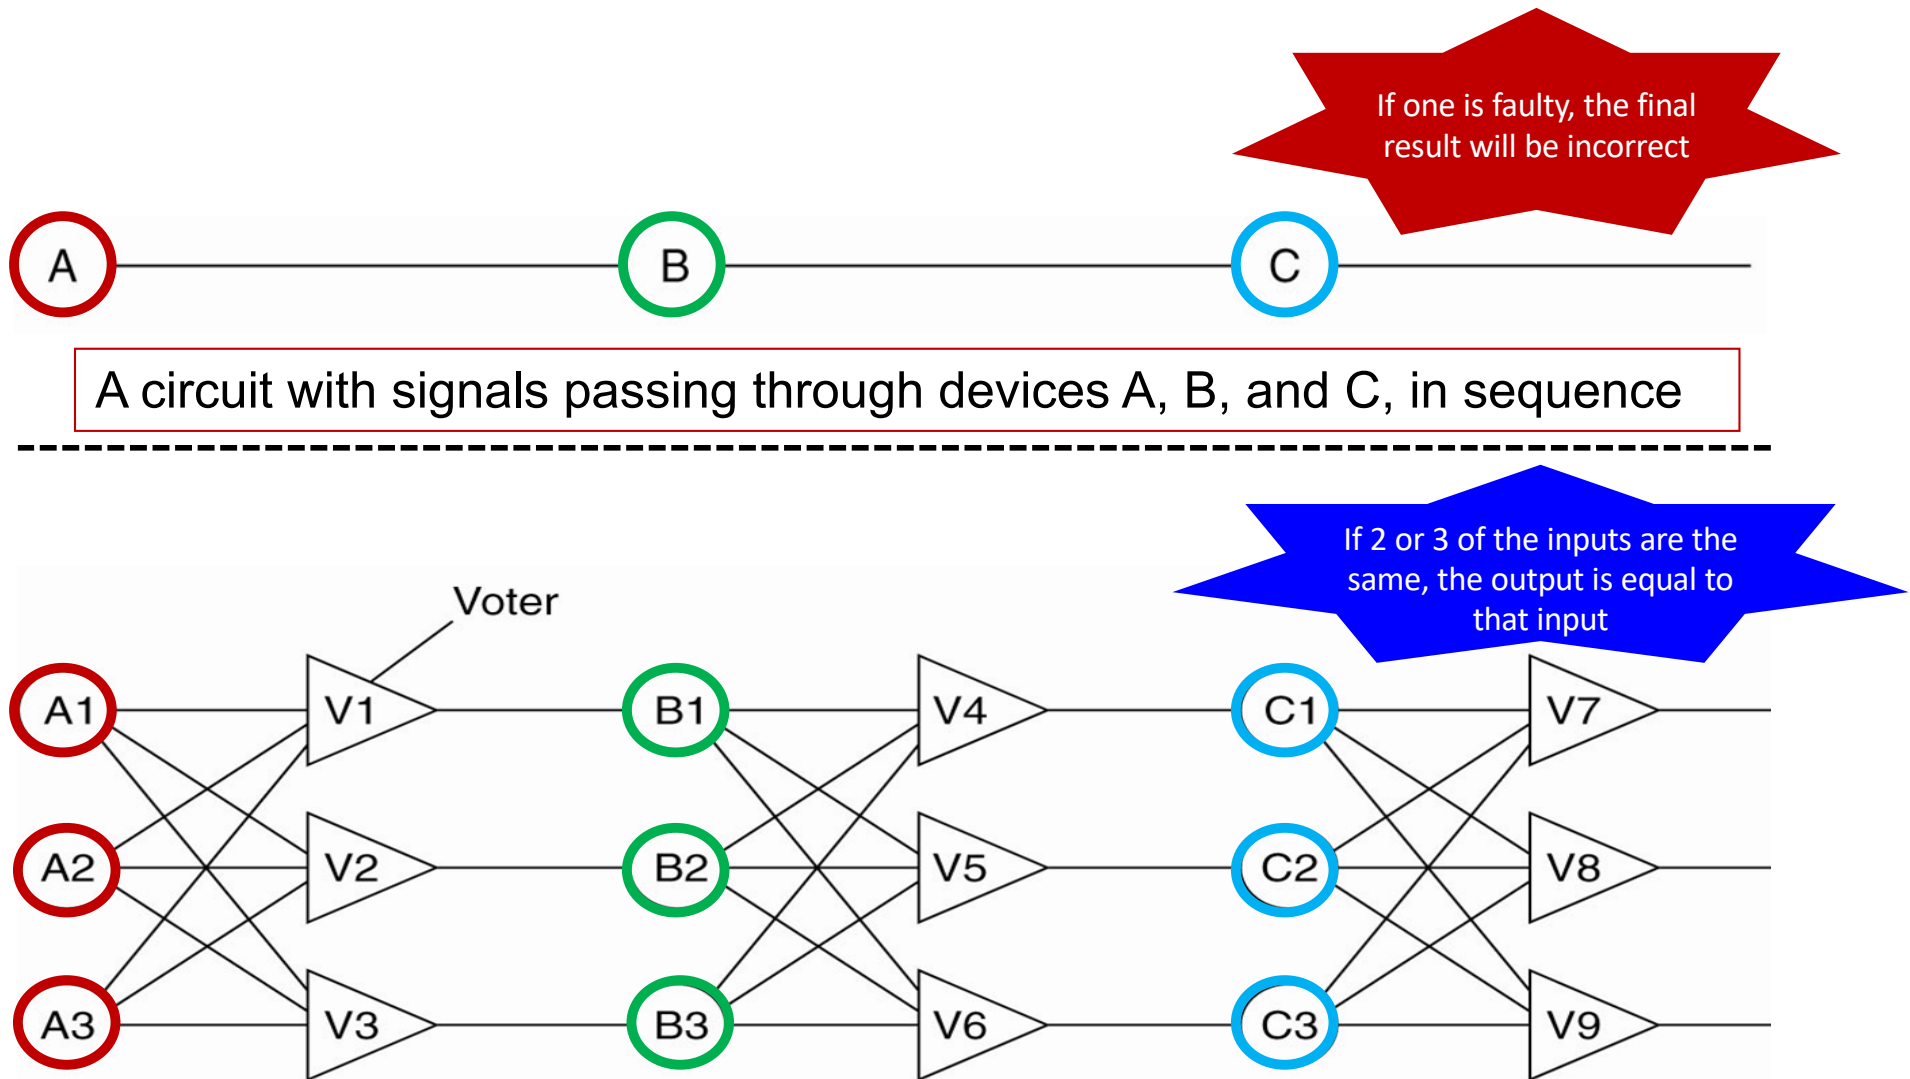 If one is faulty, the final
result will be incorrect
A
B
C
A circuit with signals passing through devices A, B, and C, in sequence
If 2 or 3 of the inputs are the
same, the output is equal to
that input
Voter
A1
V1
B1
V4
C1
V7
A2
V2
B2
V5
C2
V8
A3
V3
B3
V6
C3
V9